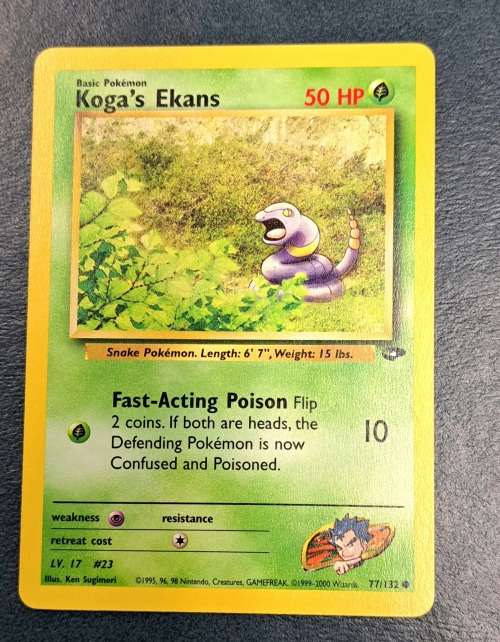 Basic Pokémon
Koga's Ekans 50 HP
Snake Pokémon. Length: 6' 7", Weight: 15 lbs.
Fast-Acting Poison Flip
2 coins. If both are heads, the
Defending Pokémon is now
Confused and Poisoned.
10
weakness resistance
retreat cost
LV. 17 #23
Illus. Ken Sugimori ©1995, 96, 98 Nintendo, Creatures, GAMEFREAK. ©1999-2000 Wizards. 77/132